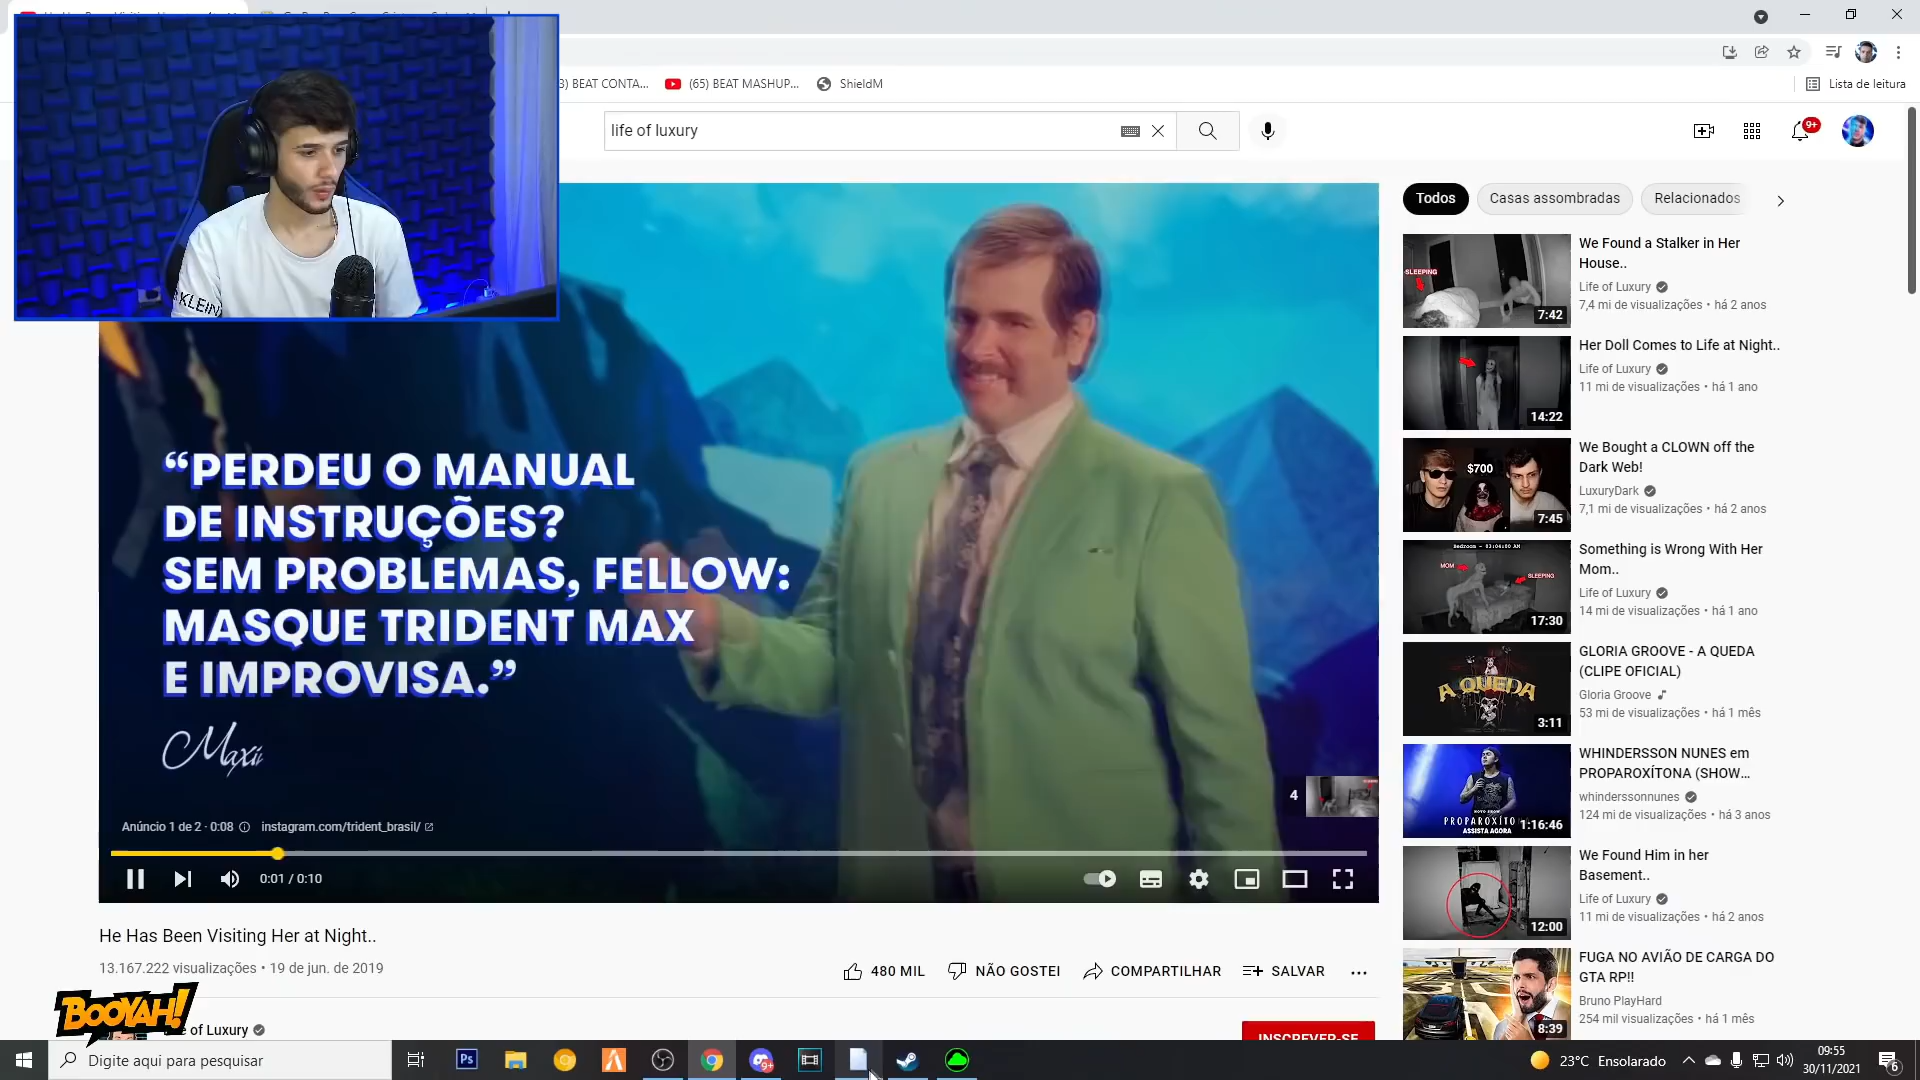 3) BEAT CONTA...
(65) BEAT MASHUP...
ShieldM
Lista de leitura
life of luxury
9+
KLEIN
“PERDEU O MANUAL
DE INSTRUÇÕES?
SEM PROBLEMAS, FELLOW:
MASQUE TRIDENT MAX
E IMPROVISA.”
Maxi
4
Anúncio 1 de 2 · 0:08
instagram.com/trident_brasil/
0:01 / 0:10
He Has Been Visiting Her at Night..
13.167.222 visualizações • 19 de jun. de 2019
480 MIL
NÃO GOSTEI
COMPARTILHAR
SALVAR
BOOYAH!
e of Luxury
INSCREVER-SE
Todos
Casas assombradas
Relacionados
SLEEPING
7:42
We Found a Stalker in Her
House..
Life of Luxury
7,4 mi de visualizações • há 2 anos
14:22
Her Doll Comes to Life at Night..
Life of Luxury
11 mi de visualizações • há 1 ano
$700
7:45
We Bought a CLOWN off the
Dark Web!
LuxuryDark
7,1 mi de visualizações • há 2 anos
Bedroom - 03:04:00 AM
MOM
SLEEPING
17:30
Something is Wrong With Her
Mom..
Life of Luxury
14 mi de visualizações • há 1 ano
A QUEDA
3:11
GLORIA GROOVE - A QUEDA
(CLIPE OFICIAL)
Gloria Groove
53 mi de visualizações • há 1 mês
PROPAROXÍTO
ASSISTA AGORA
1:16:46
WHINDERSSON NUNES em
PROPAROXÍTONA (SHOW...
whinderssonnunes
124 mi de visualizações • há 3 anos
12:00
We Found Him in her
Basement..
Life of Luxury
11 mi de visualizações • há 2 anos
8:39
FUGA NO AVIÃO DE CARGA DO
GTA RP!!
Bruno PlayHard
254 mil visualizações • há 1 mês
Digite aqui para pesquisar
Ps
9+
23°C Ensolarado
09:55
30/11/2021
6